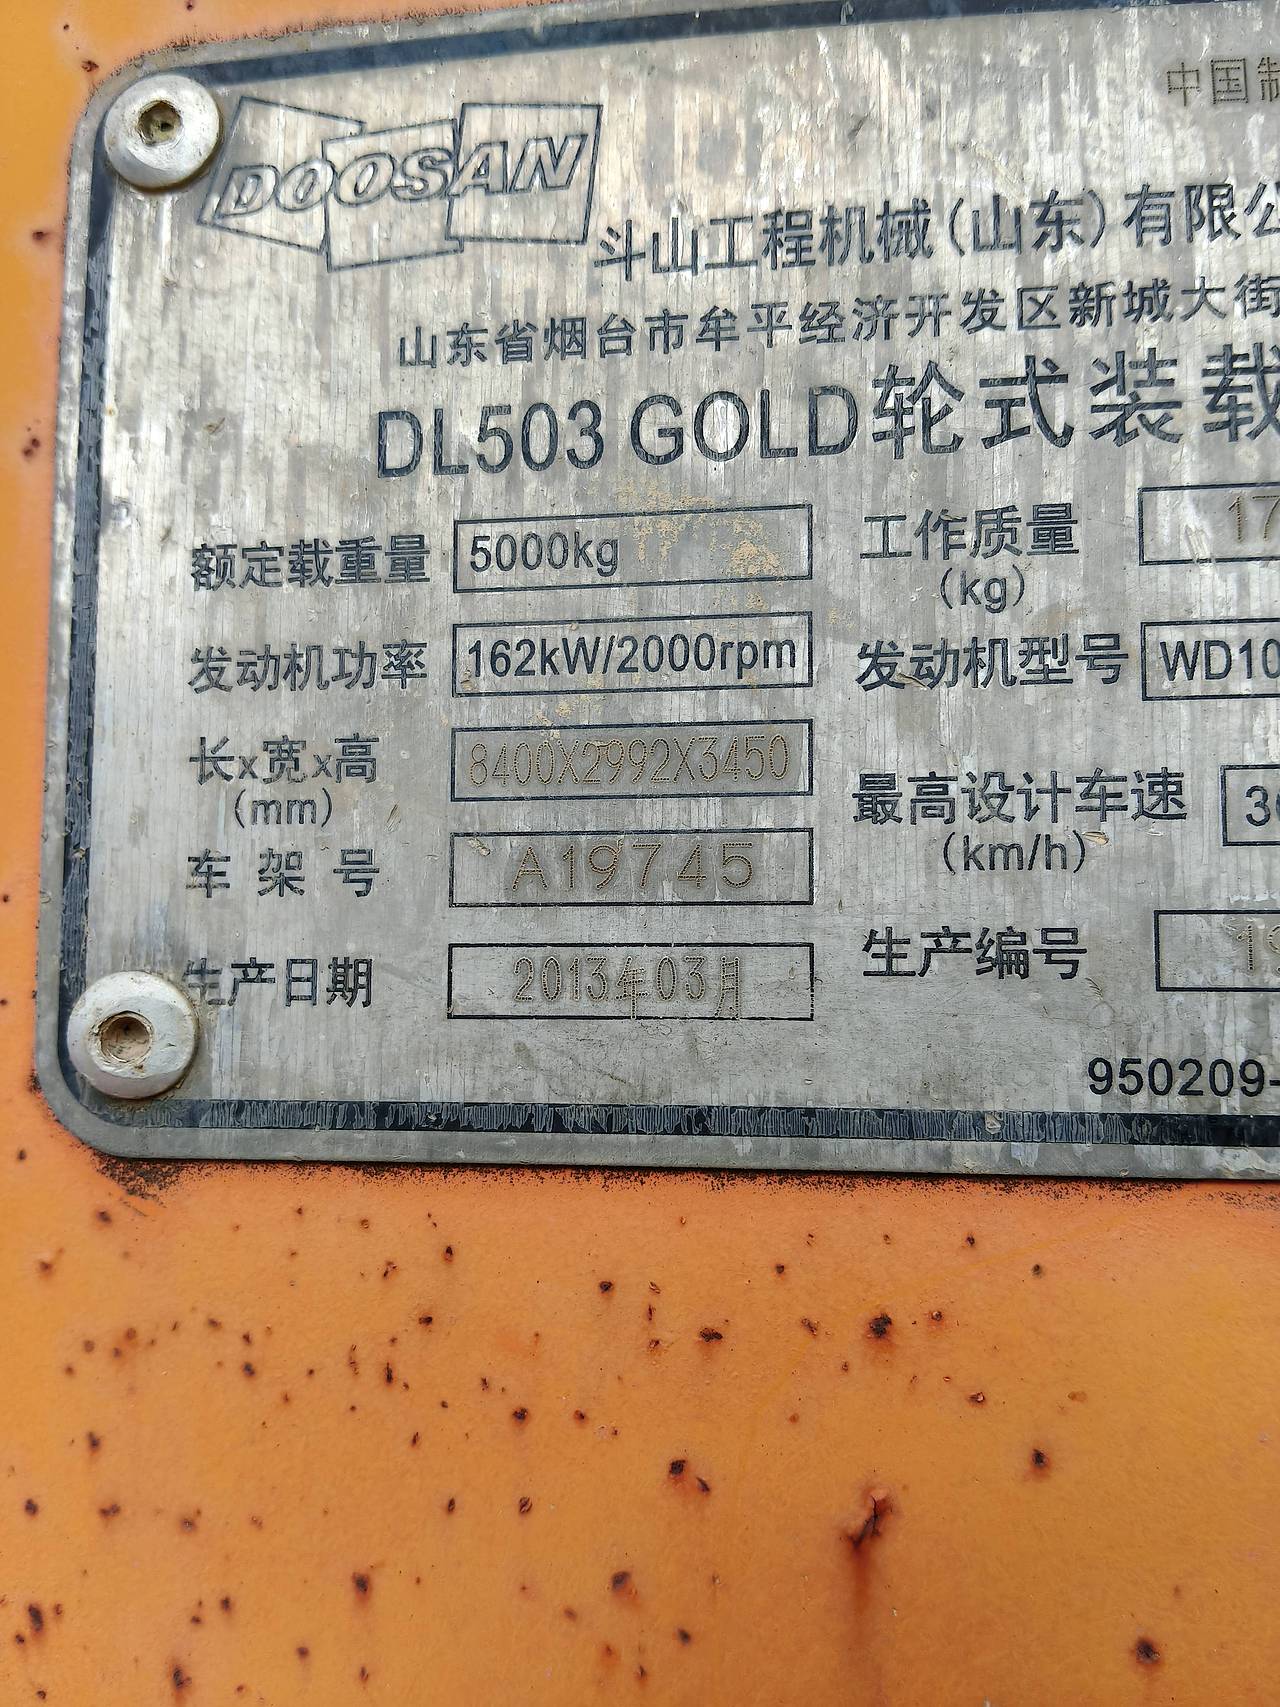 中国制
DOOSAN
斗山工程机械(山东)有限公
山东省烟台市牟平经济开发区新城大街
DL503 GOLD轮式装载
额定载重量 5000kg 工作质量 (kg) 17
发动机功率 162kW/2000rpm 发动机型号 WD10
长x宽x高 (mm) 8400X2992X3450 最高设计车速 (km/h) 3
车架号 A19745
生产日期 2013年03月 生产编号 19
950209-